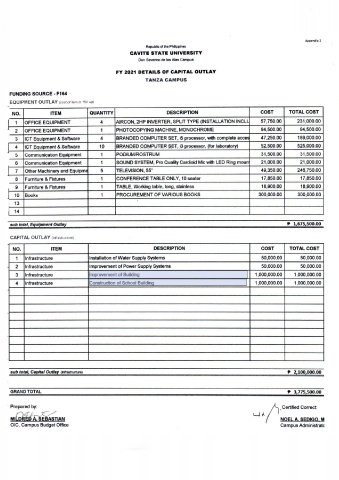 Appendix 2
Republic of the Philippines
CAVITE STATE UNIVERSITY
Don Severino de las Alas Campus
FY 2021 DETAILS OF CAPITAL OUTLAY
TANZA CAMPUS
FUNDING SOURCE - F164
EQUIPMENT OUTLAY
NO. ITEM QUANTITY DESCRIPTION COST TOTAL COST
1 OFFICE EQUIPMENT 4 AIRCON, 2HP INVERTER, SPLIT TYPE (INSTALLATION INCLU 57,750.00 231,000.00
2 OFFICE EQUIPMENT 1 PHOTOCOPYING MACHINE, MONOCHROME 94,500.00 94,500.00
3 ICT Equipment & Software 4 BRANDED COMPUTER SET, 8 processor, with complete acces 47,250.00 189,000.00
4 ICT Equipment & Software 10 BRANDED COMPUTER SET, 8 processor, (for laboratory) 52,500.00 525,000.00
5 Communication Equipment 1 PODIUM/ROSTRUM 31,500.00 31,500.00
6 Communication Equipment 1 SOUND SYSTEM, Pro Quality Cardioid Mic with LED Ring moun 21,000.00 21,000.00
7 Other Machinery and Equipme 5 TELEVISION, 55" 49,350.00 246,750.00
8 Furniture & Fixtures 1 CONFERENCE TABLE ONLY, 10 seater 17,850.00 17,850.00
9 Furniture & Fixtures 1 TABLE, Working table, long, stainless 18,900.00 18,900.00
10 Books 1 PROCUREMENT OF VARIOUS BOOKS 300,000.00 300,000.00
13
14
sub total, Equipment Outlay ₱ 1,675,500.00
CAPITAL OUTLAY
NO. ITEM DESCRIPTION COST TOTAL COST
1 Infrastructure Installation of Water Supply Systems 50,000.00 50,000.00
2 Infrastructure Improvement of Power Supply Systems 50,000.00 50,000.00
3 Infrastructure Improvement of Building 1,000,000.00 1,000,000.00
4 Infrastructure Construction of School Building 1,000,000.00 1,000,000.00
sub total, Capital Outlay (Infrastructure) ₱ 2,100,000.00
GRAND TOTAL ₱ 3,775,500.00
Prepared by: Certified Correct
MILDRED A. SEBASTIAN NOEL A. SEDIGO, M
OIC, Campus Budget Office Campus Administrato